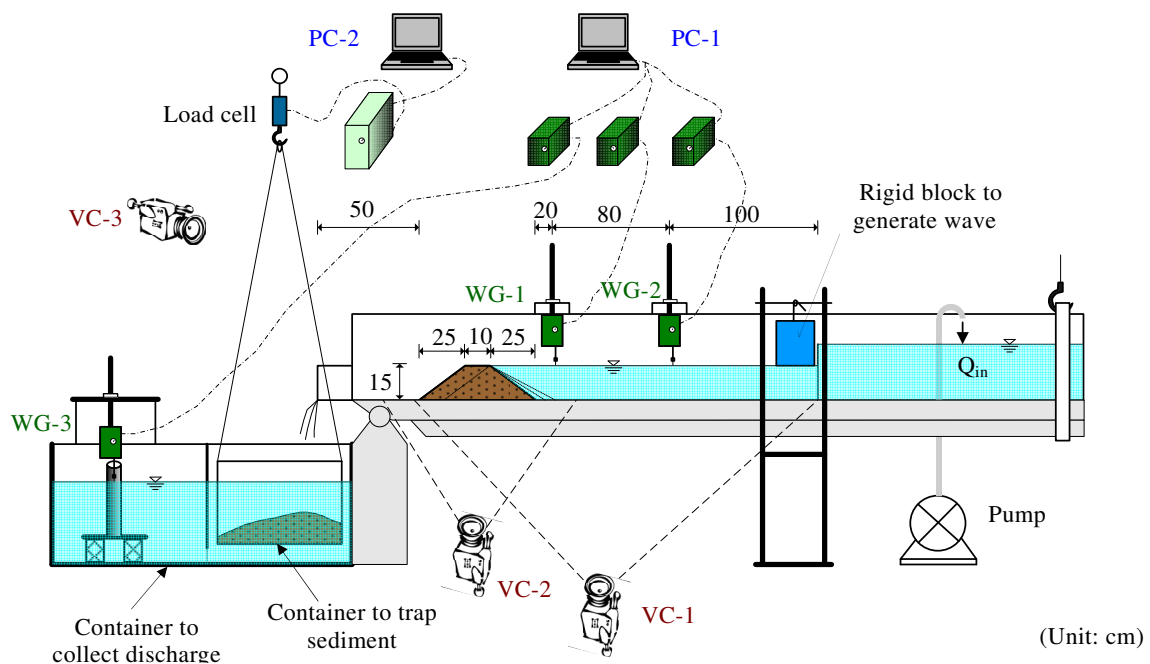 PC-2
PC-1
Load cell
VC-3
50
20
80
100
Rigid block to
generate wave
WG-1
WG-2
25
10
25
15
Q_in
WG-3
Pump
VC-2
VC-1
Container to
collect discharge
Container to trap
sediment
(Unit: cm)